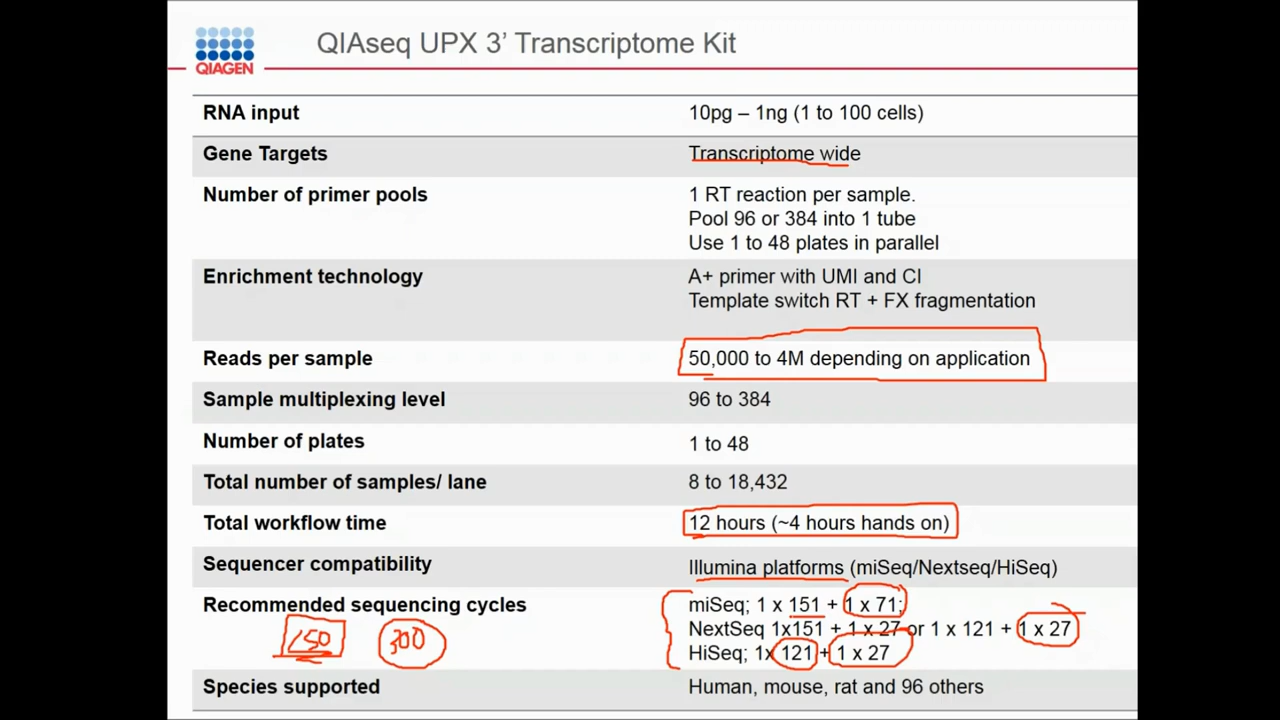 QIAGEN
QIAseq UPX 3’ Transcriptome Kit
RNA input 10pg – 1ng (1 to 100 cells)
Gene Targets Transcriptome wide
Number of primer pools 1 RT reaction per sample.
Pool 96 or 384 into 1 tube
Use 1 to 48 plates in parallel
Enrichment technology A+ primer with UMI and CI
Template switch RT + FX fragmentation
Reads per sample 50,000 to 4M depending on application
Sample multiplexing level 96 to 384
Number of plates 1 to 48
Total number of samples/ lane 8 to 18,432
Total workflow time 12 hours (~4 hours hands on)
Sequencer compatibility Illumina platforms (miSeq/Nextseq/HiSeq)
Recommended sequencing cycles miSeq; 1 x 151 + 1 x 71;
NextSeq 1x151 + 1 x 27 or 1 x 121 + 1 x 27
150 300 HiSeq; 1x 121 + 1 x 27
Species supported Human, mouse, rat and 96 others